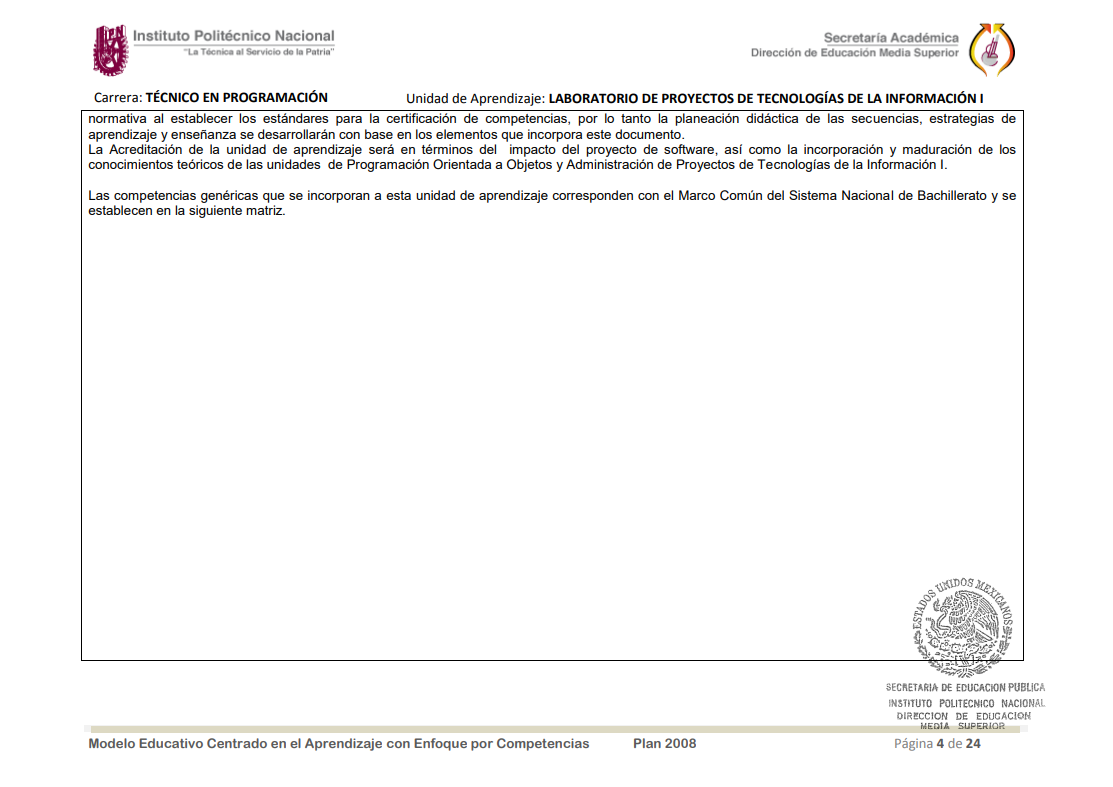 Instituto Politécnico Nacional
"La Técnica al Servicio de la Patria"
Secretaría Académica
Dirección de Educación Media Superior
Carrera: TÉCNICO EN PROGRAMACIÓN
Unidad de Aprendizaje: LABORATORIO DE PROYECTOS DE TECNOLOGÍAS DE LA INFORMACIÓN I
normativa al establecer los estándares para la certificación de competencias, por lo tanto la planeación didáctica de las secuencias, estrategias de
aprendizaje y enseñanza se desarrollarán con base en los elementos que incorpora este documento.
La Acreditación de la unidad de aprendizaje será en términos del impacto del proyecto de software, así como la incorporación y maduración de los
conocimientos teóricos de las unidades de Programación Orientada a Objetos y Administración de Proyectos de Tecnologías de la Información I.
Las competencias genéricas que se incorporan a esta unidad de aprendizaje corresponden con el Marco Común del Sistema Nacional de Bachillerato y se
establecen en la siguiente matriz.
ESTADOS UNIDOS MEXICANOS
SECRETARIA DE EDUCACION PUBLICA
INSTITUTO POLITECNICO NACIONAL
DIRECCION DE EDUCACION
MEDIA SUPERIOR
Modelo Educativo Centrado en el Aprendizaje con Enfoque por Competencias
Plan 2008
Página 4 de 24